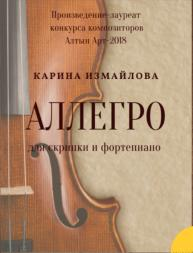 Произведение-лауреат
конкурса композиторов
Алтын Арт-2018
КАРИНА ИЗМАЙЛОВА
АЛЛЕГРО
для скрипки и фортепиано